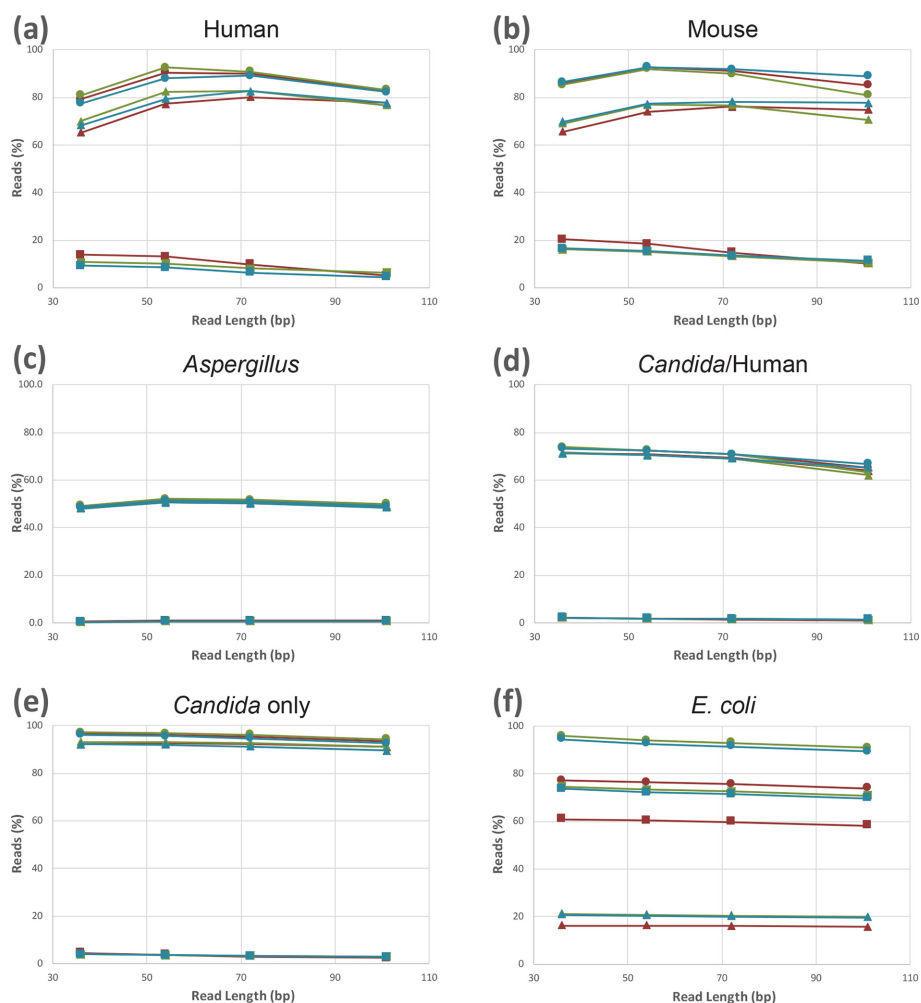 (a) Human
100
80
60
40
20
0
30 50 70 90 110
Reads (%)
Read Length (bp)
(b) Mouse
100
80
60
40
20
0
30 50 70 90 110
Reads (%)
Read Length (bp)
(c) Aspergillus
100.0
80.0
60.0
40.0
20.0
0.0
30 50 70 90 110
Reads (%)
Read Length (bp)
(d) Candida/Human
100
80
60
40
20
0
30 50 70 90 110
Reads (%)
Read Length (bp)
(e) Candida only
100
80
60
40
20
0
30 50 70 90 110
Reads (%)
Read Length (bp)
(f) E. coli
100
80
60
40
20
0
30 50 70 90 110
Reads (%)
Read Length (bp)